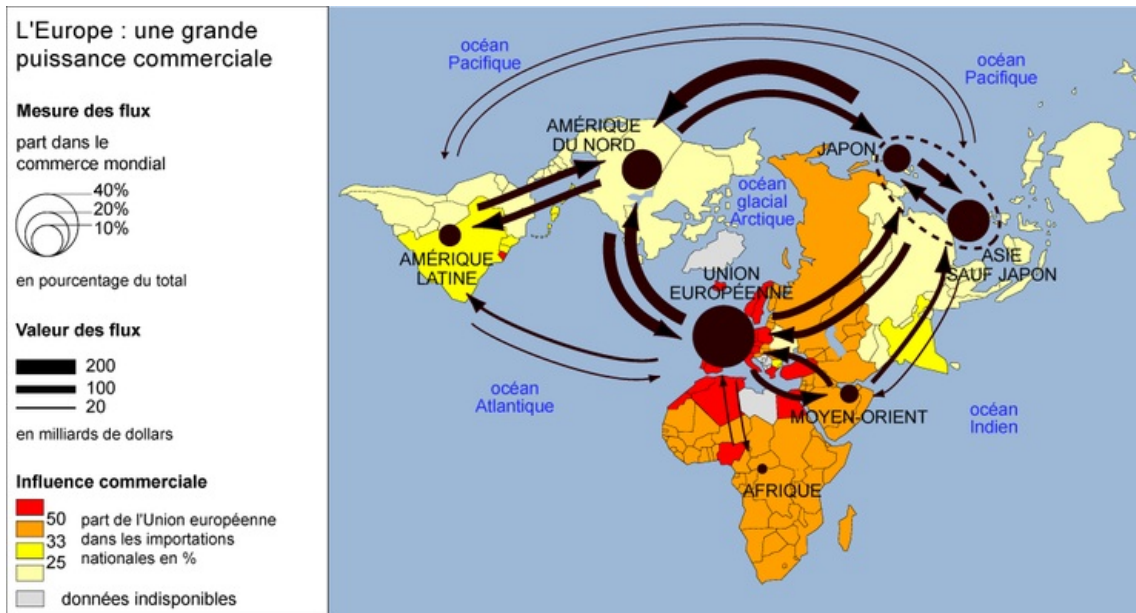 L'Europe : une grande
puissance commerciale
Mesure des flux
part dans le
commerce mondial
40%
20%
10%
en pourcentage du total
Valeur des flux
200
100
20
en milliards de dollars
Influence commerciale
50
33
25
part de l'Union européenne
dans les importations
nationales en %
données indisponibles
océan
Pacifique
océan
Pacifique
AMÉRIQUE
DU NORD
JAPON
océan
glacial
Arctique
AMÉRIQUE
LATINE
UNION
EUROPÉENNE
ASIE
SAUF JAPON
océan
Atlantique
MOYEN-ORIENT
océan
Indien
AFRIQUE